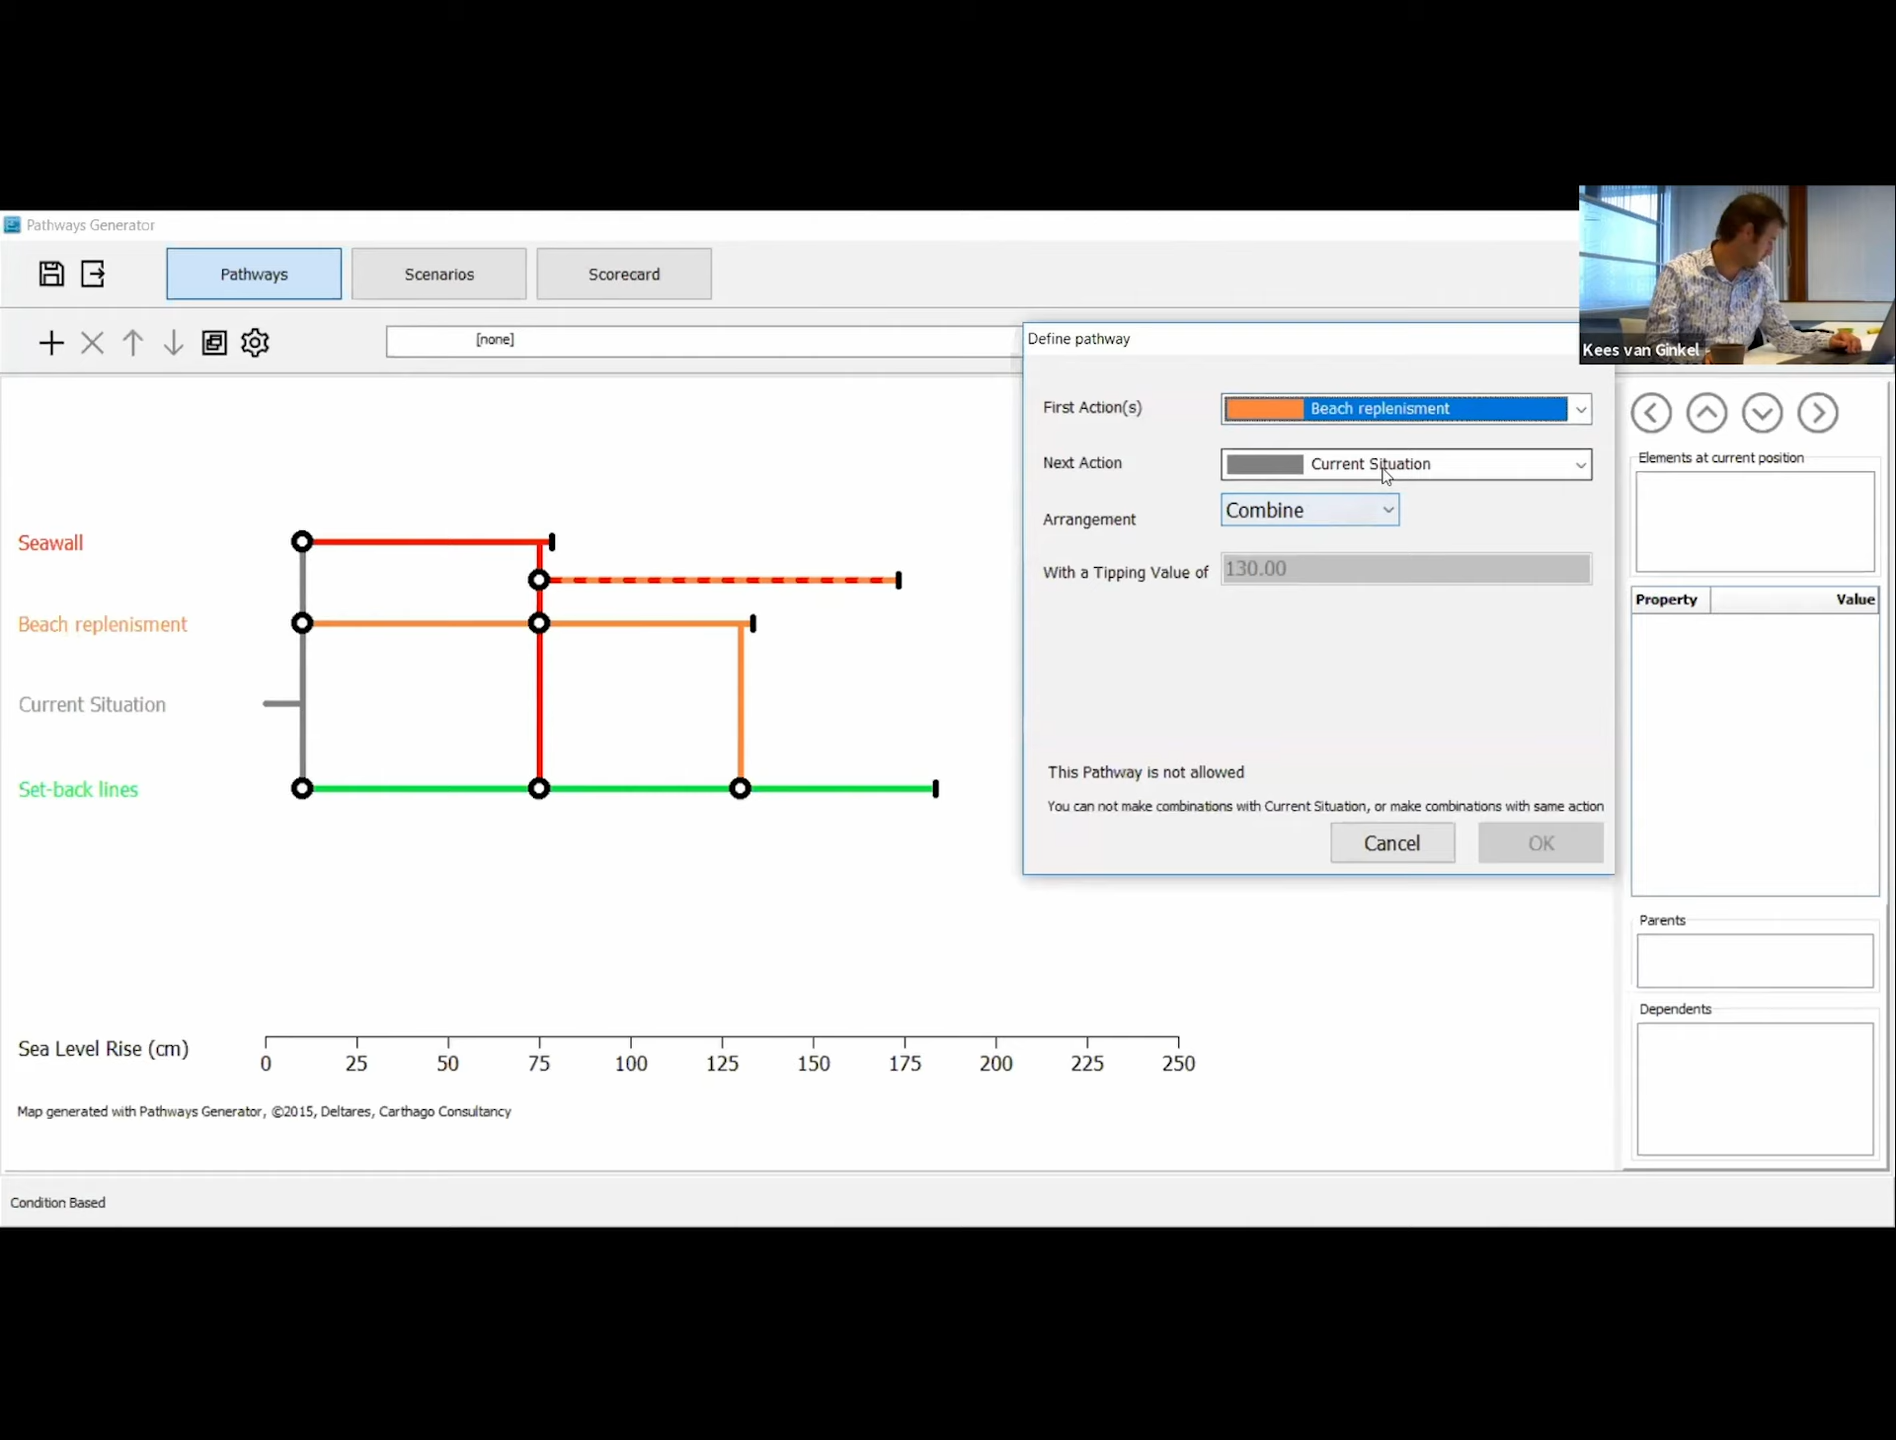 Pathways Generator
Pathways
Scenarios
Scorecard
[none]
Kees van Ginkel
Define pathway
First Action(s)
Beach replenisment
Next Action
Current Situation
Arrangement
Combine
With a Tipping Value of
130.00
This Pathway is not allowed
You can not make combinations with Current Situation, or make combinations with same action
Cancel
OK
Elements at current position
Property
Value
Parents
Dependents
Seawall
Beach replenisment
Current Situation
Set-back lines
Sea Level Rise (cm)
0 25 50 75 100 125 150 175 200 225 250
Map generated with Pathways Generator, ©2015, Deltares, Carthago Consultancy
Condition Based